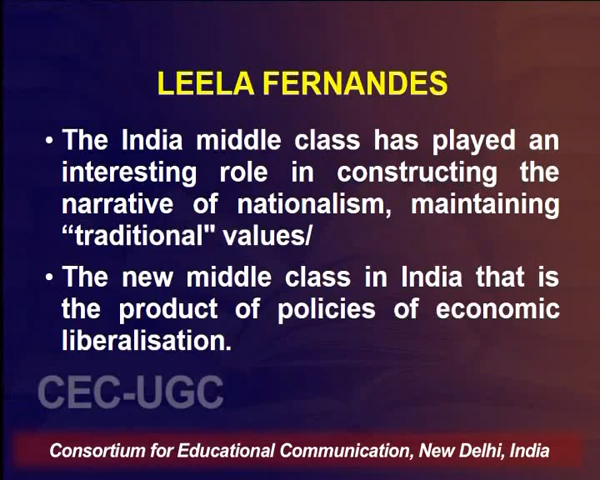 LEELA FERNANDES
• The India middle class has played an
interesting role in constructing the
narrative of nationalism, maintaining
“traditional" values/
• The new middle class in India that is
the product of policies of economic
liberalisation.
CEC-UGC
Consortium for Educational Communication, New Delhi, India